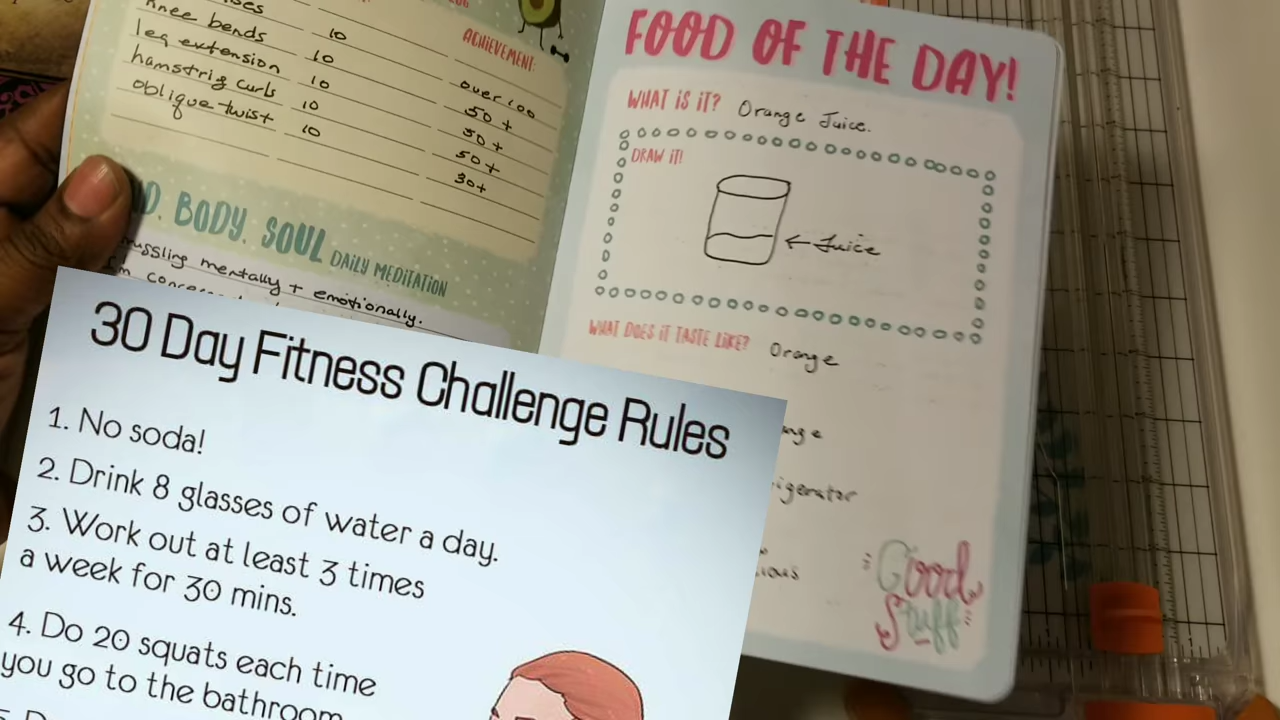 ACHIEVEMENT:
knee bends 10 over 100
leg extension 10 50+
hamstrig curls 10 50+
oblique twist 10 50+
10 30+
BODY, SOUL DAILY MEDITATION
mentally + emotionally.
FOOD OF THE DAY!
WHAT IS IT? Orange Juice.
DRAW IT!
←Juice
WHAT DOES IT TASTE LIKE? Orange
Good
Stuff
30 Day Fitness Challenge Rules
1. No soda!
2. Drink 8 glasses of water a day.
3. Work out at least 3 times
a week for 30 mins.
4. Do 20 squats each time
you go to the bathroom